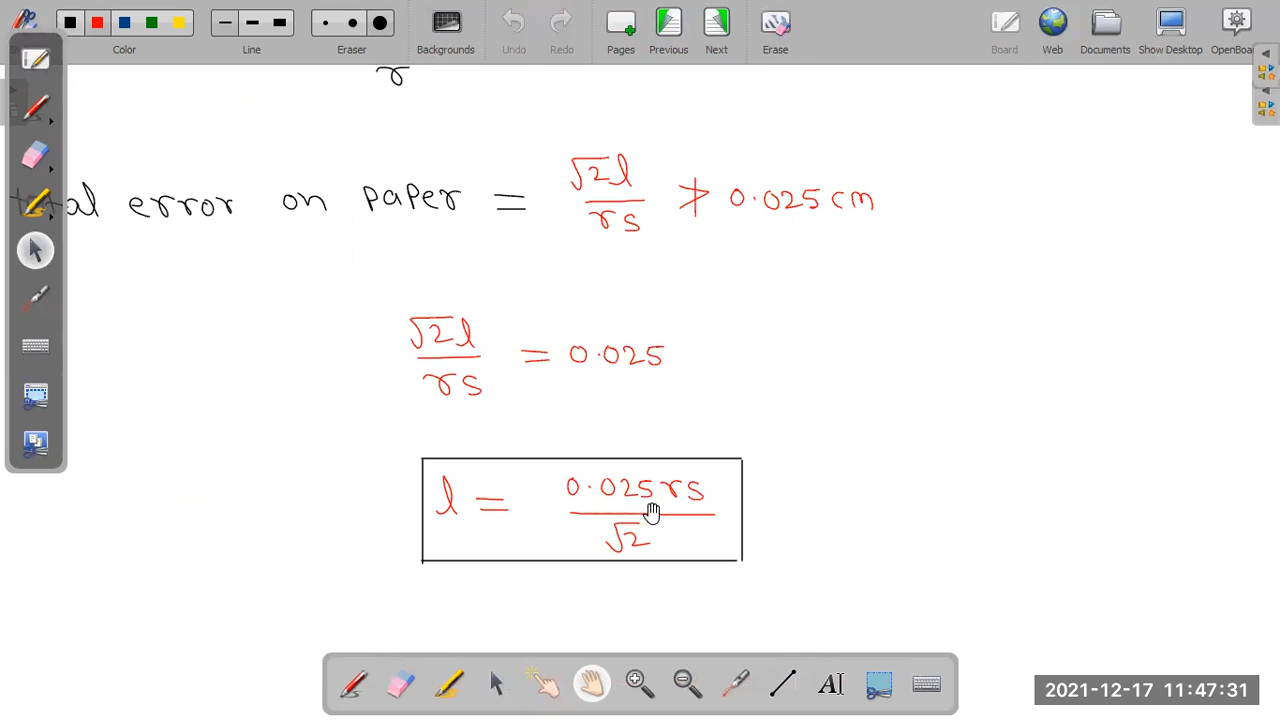 Color Line Eraser Backgrounds Undo Redo Pages Previous Next Erase Board Web Documents Show Desktop OpenBoa
r
al error on paper = √2l / rs ≯ 0.025 cm
√2l / rs = 0.025
l = 0.025rs / √2
2021-12-17 11:47:31